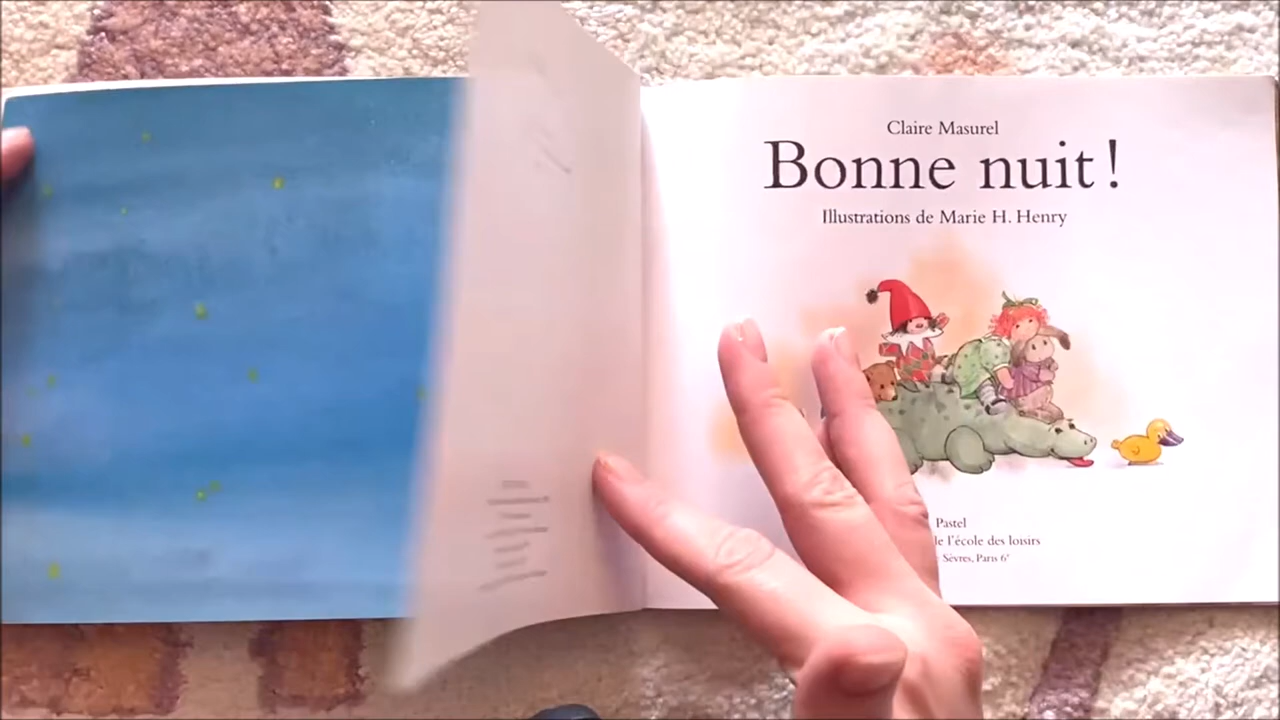 Claire Masurel
Bonne nuit !
Illustrations de Marie H. Henry
Pastel
l'école des loisirs
Sèvres, Paris 6e